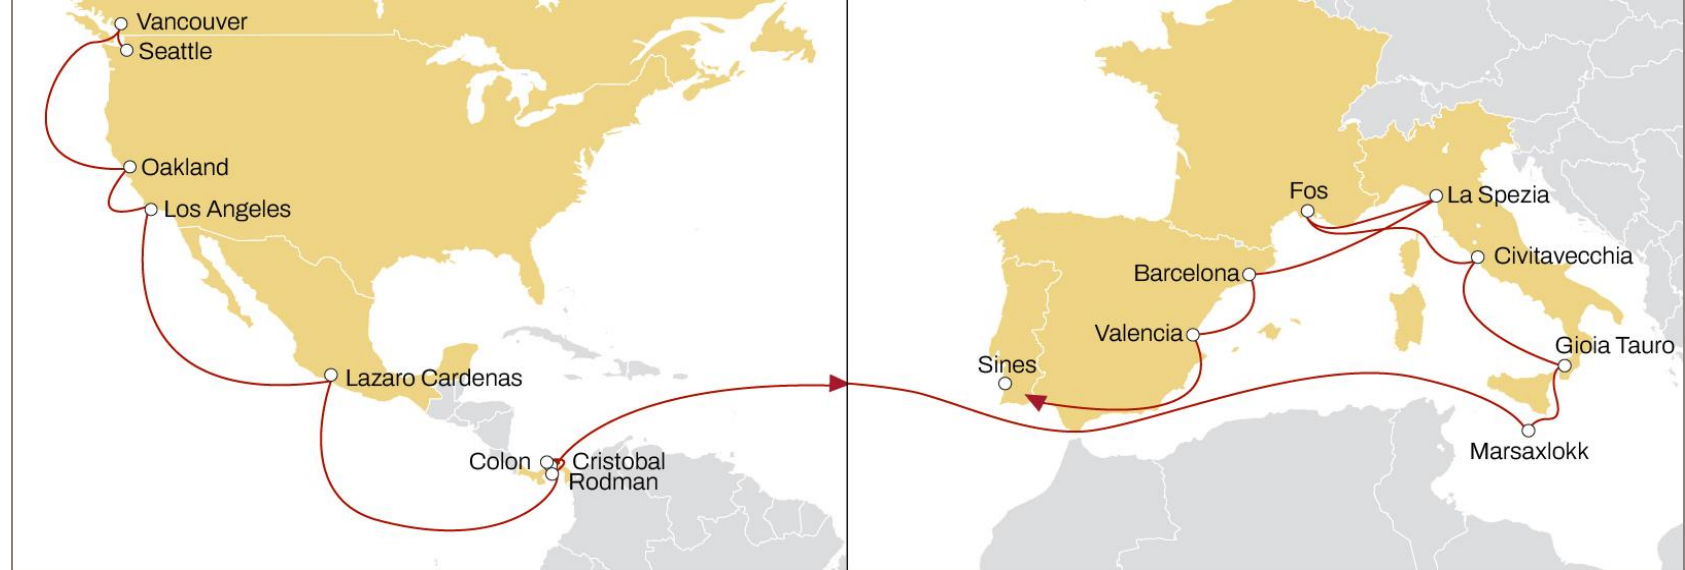 Vancouver
Seattle
Oakland
Los Angeles
Lazaro Cardenas
Colon
Cristobal
Rodman
Fos
La Spezia
Civitavecchia
Barcelona
Valencia
Gioia Tauro
Sines
Marsaxlokk